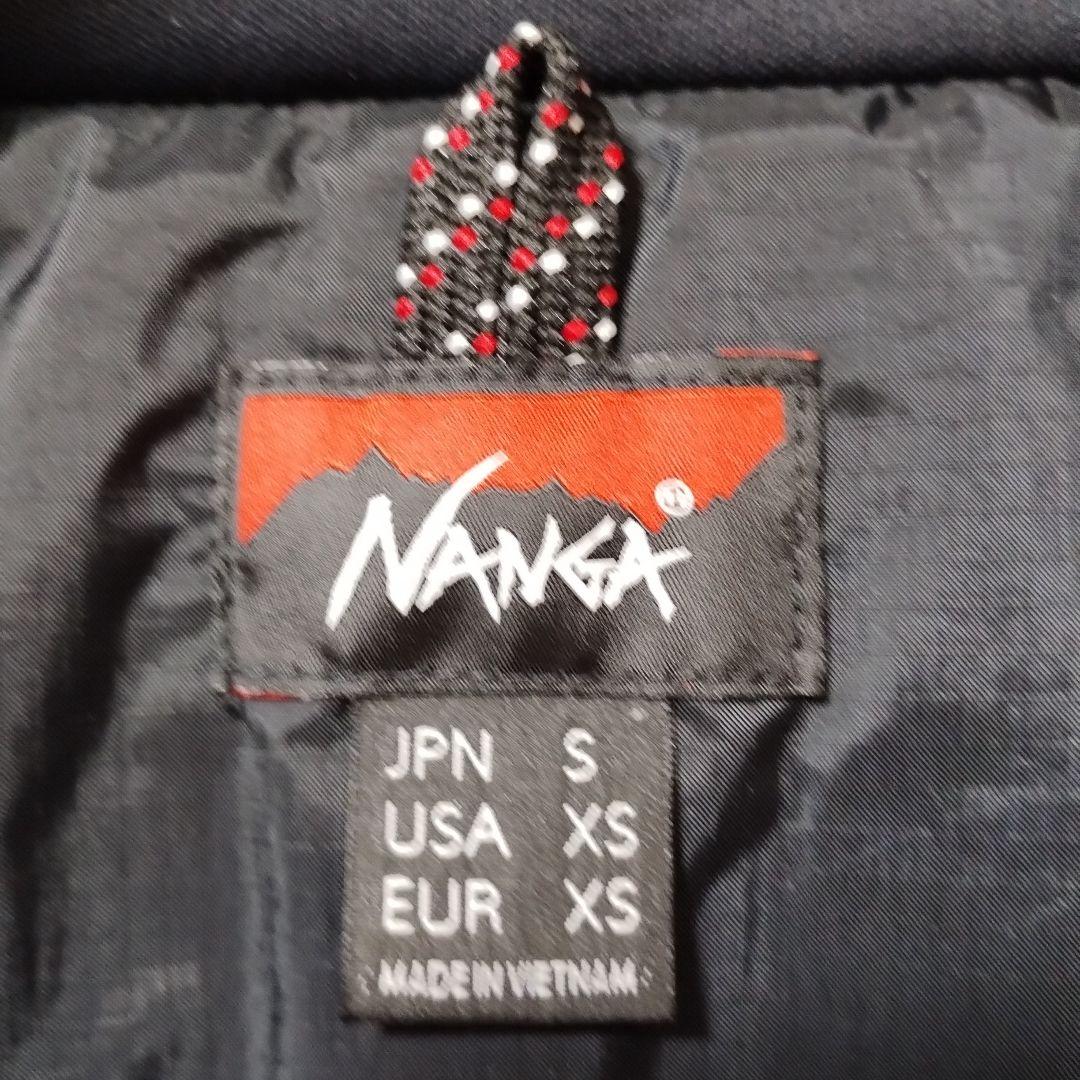 NANGA®
JPN S
USA XS
EUR XS
MADE IN VIETNAM